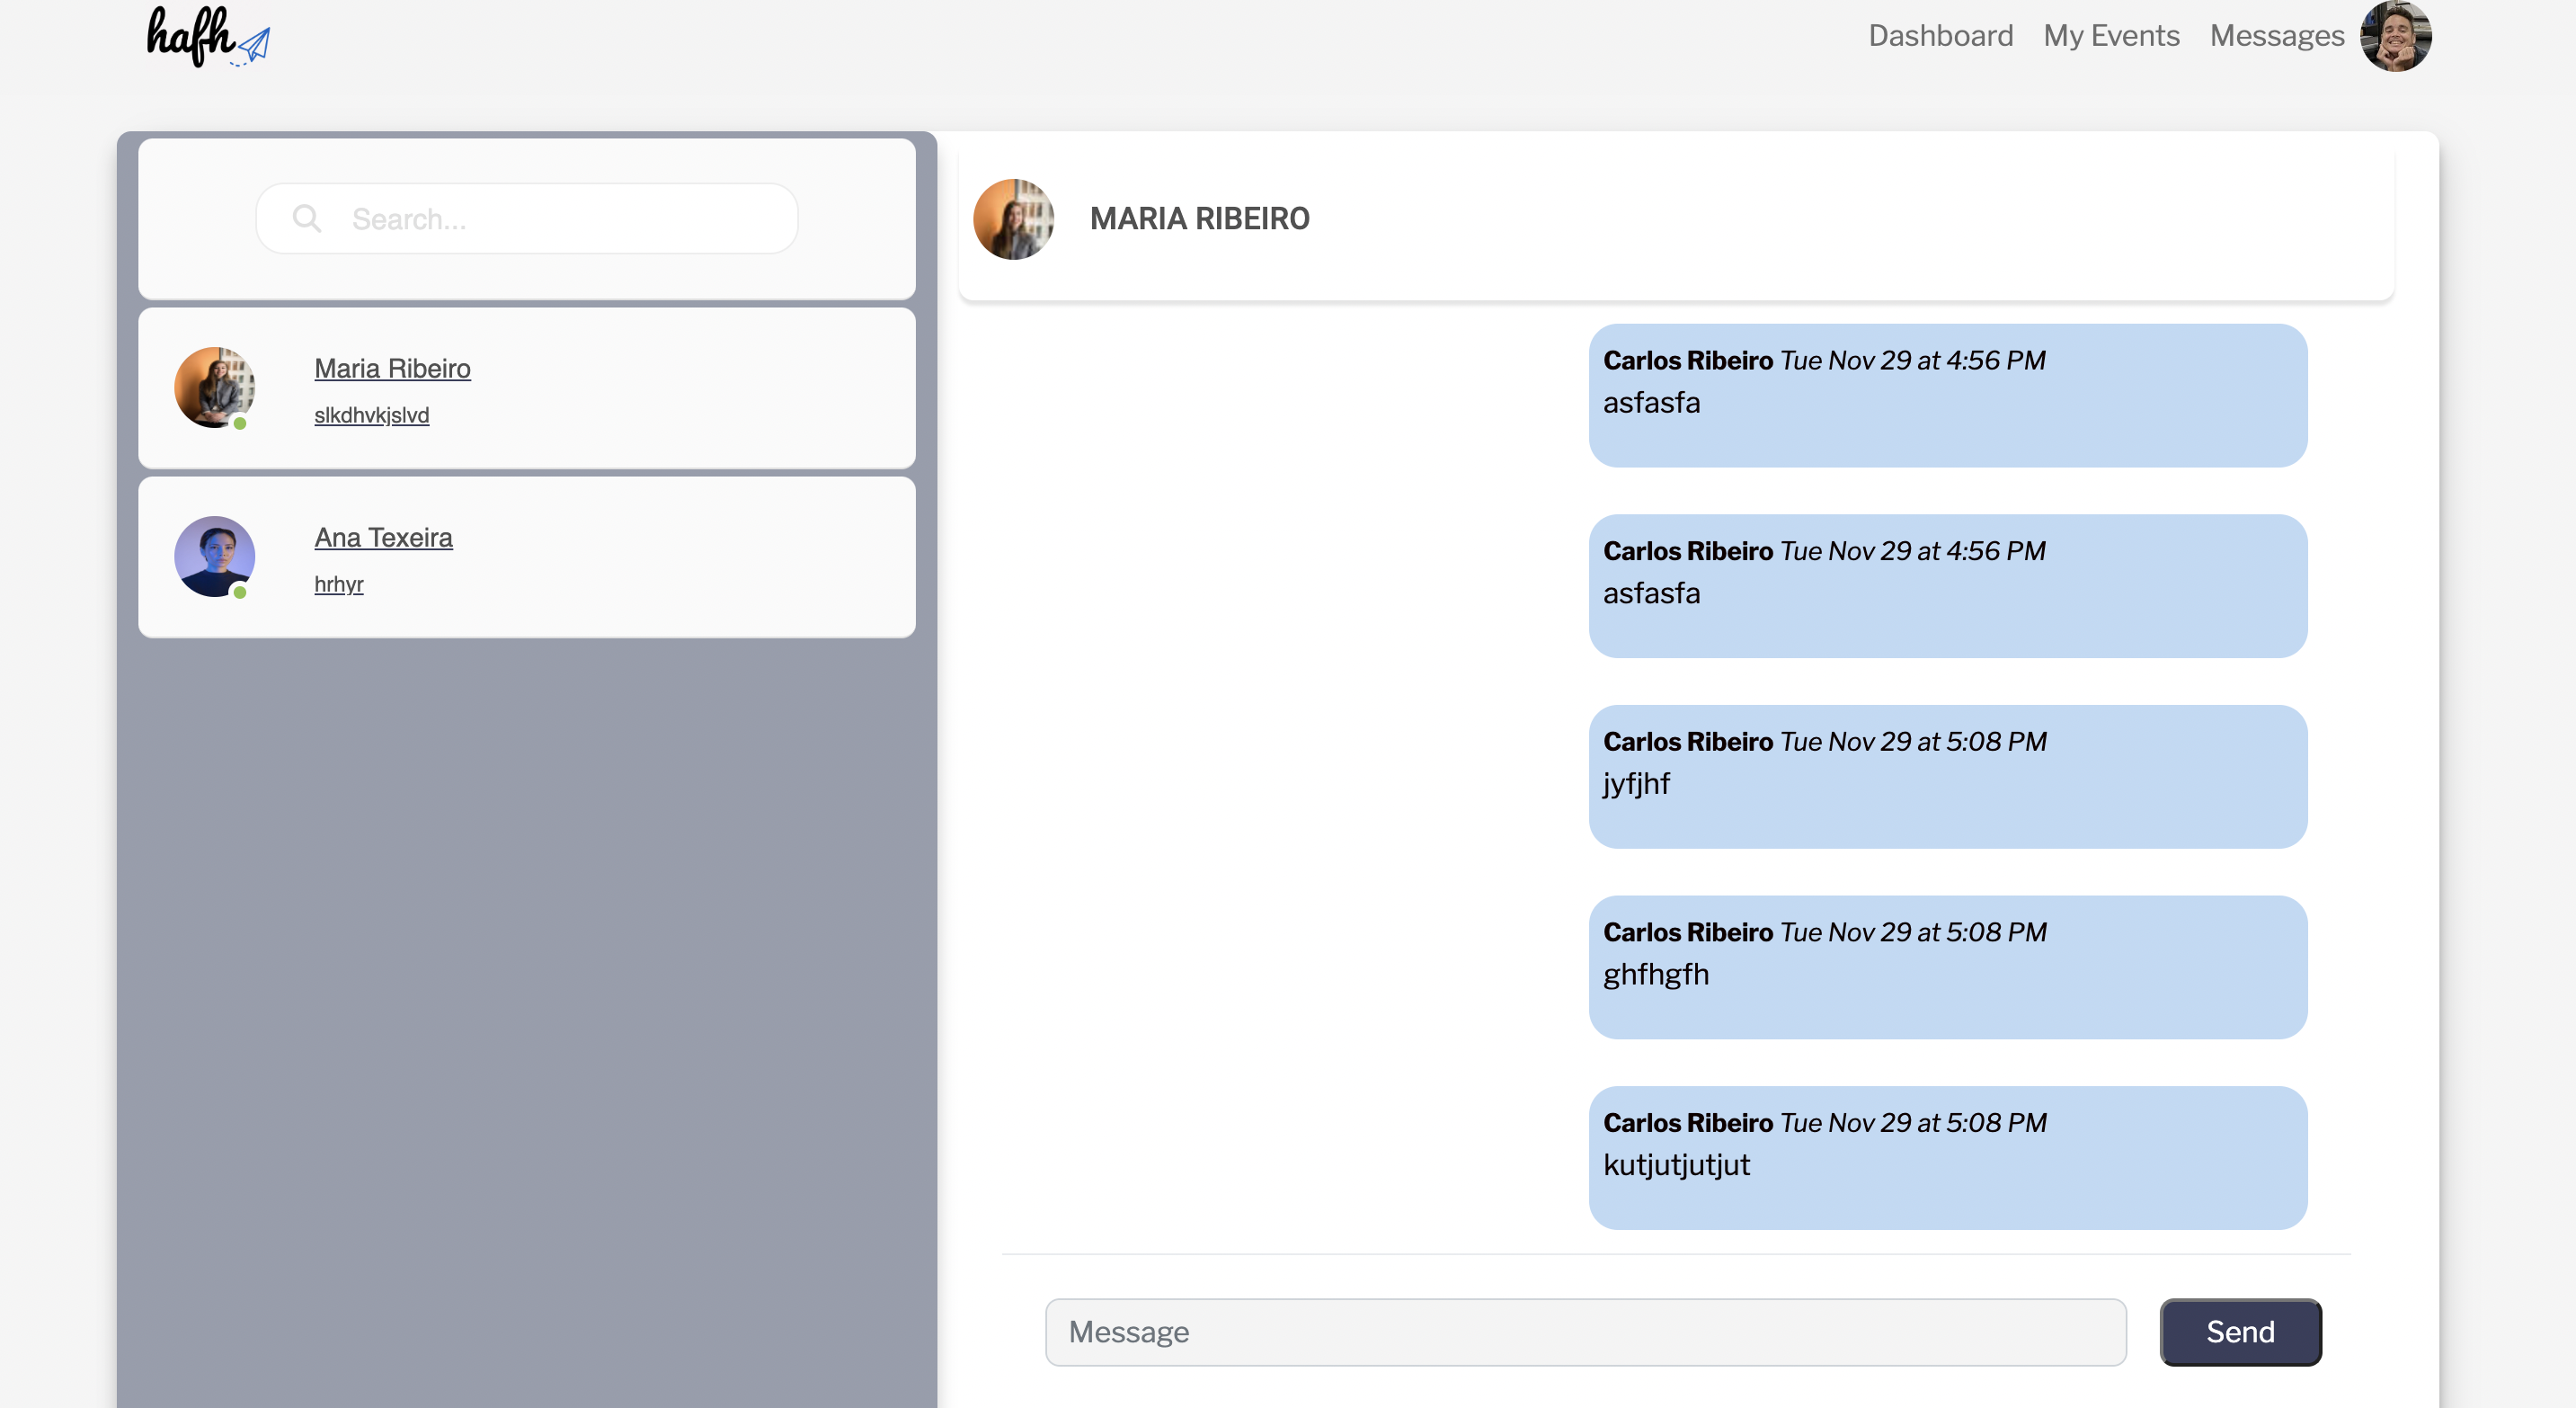 hafh
Dashboard My Events Messages
Search...
Maria Ribeiro
slkdhvkjslvd
Ana Texeira
hrhyr
MARIA RIBEIRO
Carlos Ribeiro Tue Nov 29 at 4:56 PM
asfasfa
Carlos Ribeiro Tue Nov 29 at 4:56 PM
asfasfa
Carlos Ribeiro Tue Nov 29 at 5:08 PM
jyfjhf
Carlos Ribeiro Tue Nov 29 at 5:08 PM
ghfhgfh
Carlos Ribeiro Tue Nov 29 at 5:08 PM
kutjutjutjut
Message
Send